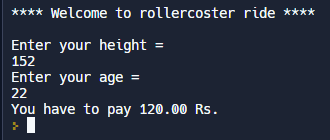 **** Welcome to rollercoster ride ****
Enter your height =
152
Enter your age =
22
You have to pay 120.00 Rs.